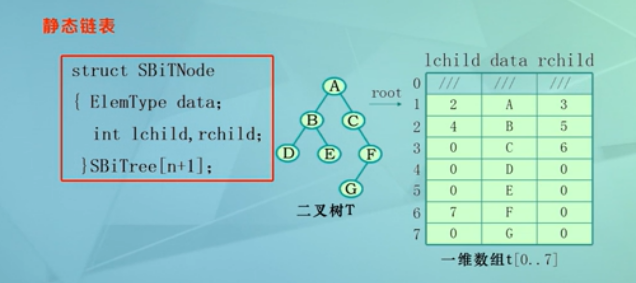 静态链表
struct SBiTNode
{ ElemType data;
int lchild,rchild;
}SBiTree[n+1];
A
B C
D E F
G
二叉树T
root
lchild data rchild
0 /// /// ///
1 2 A 3
2 4 B 5
3 0 C 6
4 0 D 0
5 0 E 0
6 7 F 0
7 0 G 0
一维数组t[0..7]